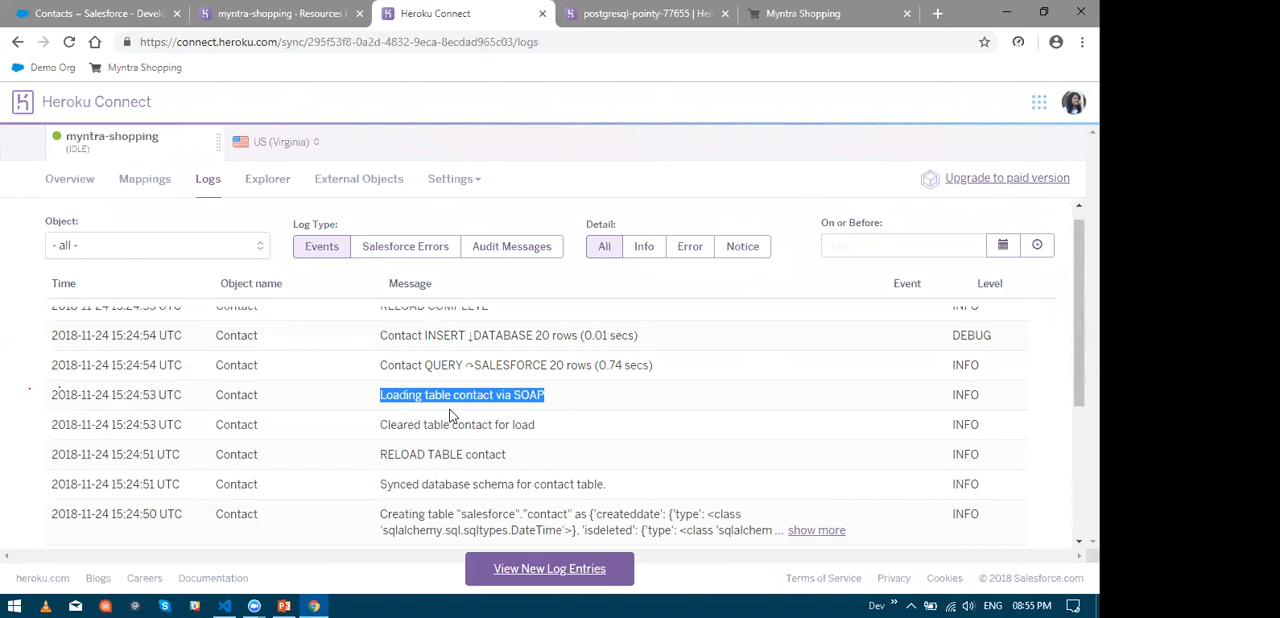 Contacts ~ Salesforce - Develo
myntra-shopping · Resources
Heroku Connect
postgresql-pointy-77655 | He
Myntra Shopping
https://connect.heroku.com/sync/295f53f8-0a2d-4832-9eca-8ecdad965c03/logs
Demo Org
Myntra Shopping
Heroku Connect
myntra-shopping
(IDLE)
US (Virginia)
Overview
Mappings
Logs
Explorer
External Objects
Settings
Upgrade to paid version
Object:
Log Type:
Detail:
On or Before:
- all -
Events
Salesforce Errors
Audit Messages
All
Info
Error
Notice
Time
Object name
Message
Event
Level
Contact
RELOAD COMPLETE
INFO
2018-11-24 15:24:54 UTC
Contact
Contact INSERT ↓DATABASE 20 rows (0.01 secs)
DEBUG
2018-11-24 15:24:54 UTC
Contact
Contact QUERY ↷SALESFORCE 20 rows (0.74 secs)
INFO
2018-11-24 15:24:53 UTC
Contact
Loading table contact via SOAP
INFO
2018-11-24 15:24:53 UTC
Contact
Cleared table contact for load
INFO
2018-11-24 15:24:51 UTC
Contact
RELOAD TABLE contact
INFO
2018-11-24 15:24:51 UTC
Contact
Synced database schema for contact table.
INFO
2018-11-24 15:24:50 UTC
Contact
Creating table "salesforce"."contact" as {'createddate': {'type': <class
'sqlalchemy.sql.sqltypes.DateTime'>}, 'isdeleted': {'type': <class 'sqlalchem ... show more
INFO
View New Log Entries
heroku.com
Blogs
Careers
Documentation
Terms of Service
Privacy
Cookies
© 2018 Salesforce.com
Dev
ENG
08:55 PM